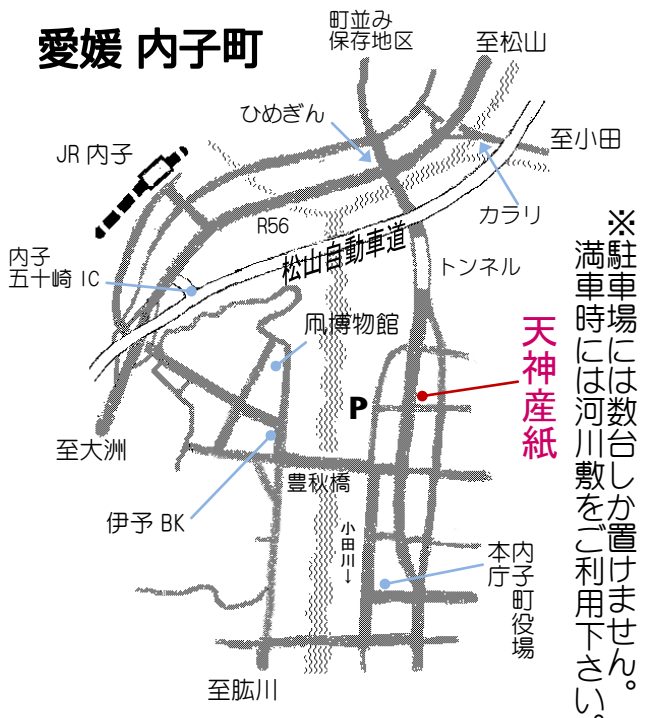 愛媛 内子町
町並み
保存地区
至松山
ひめぎん
至小田
JR 内子
カラリ
R56
松山自動車道
内子
五十崎 IC
トンネル
凧博物館
天神産紙
※駐車場には数台しか置けません。
満車時には河川敷をご利用下さい。
P
至大洲
豊秋橋
伊予 BK
小田川→
内子町役場
本庁
至肱川